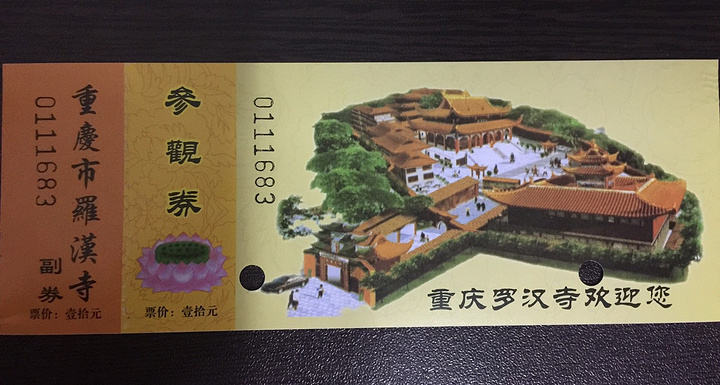 重慶市羅漢寺
副券
0111683
票价：壹拾元
參觀券
票价：壹拾元
0111683
重庆罗汉寺欢迎您